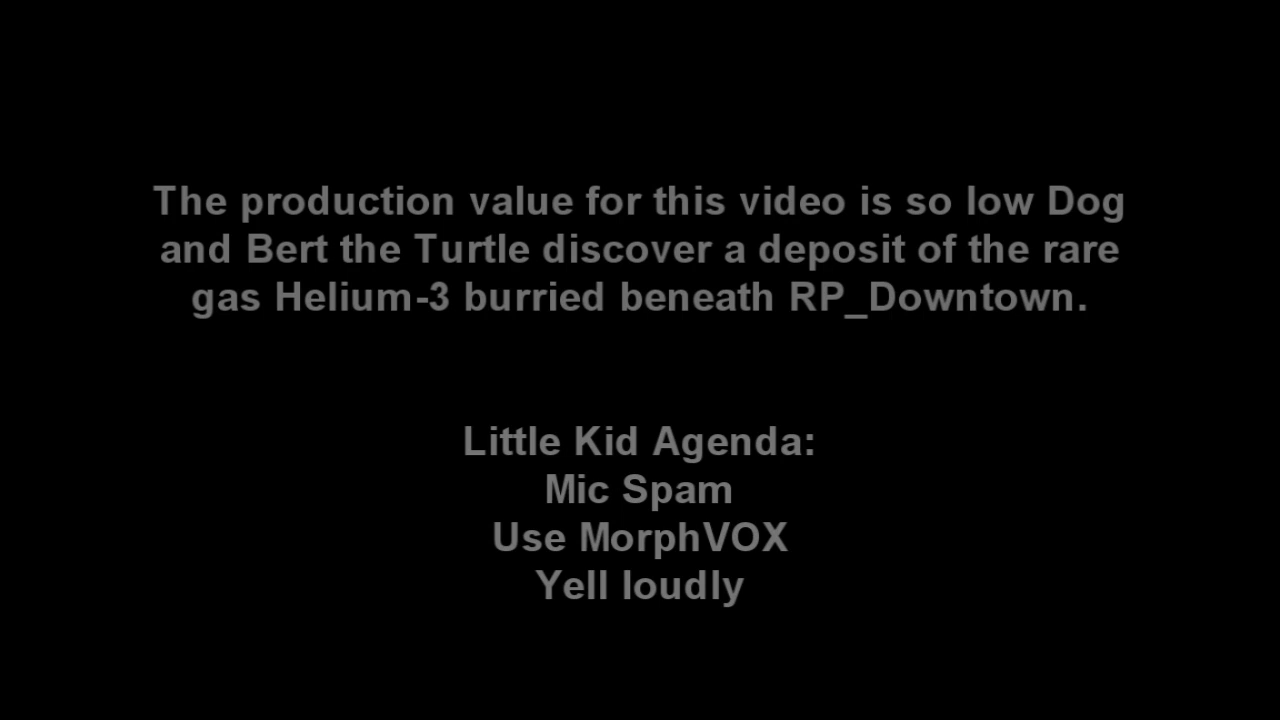 The production value for this video is so low Dog
and Bert the Turtle discover a deposit of the rare
gas Helium-3 burried beneath RP_Downtown.
Little Kid Agenda:
Mic Spam
Use MorphVOX
Yell loudly